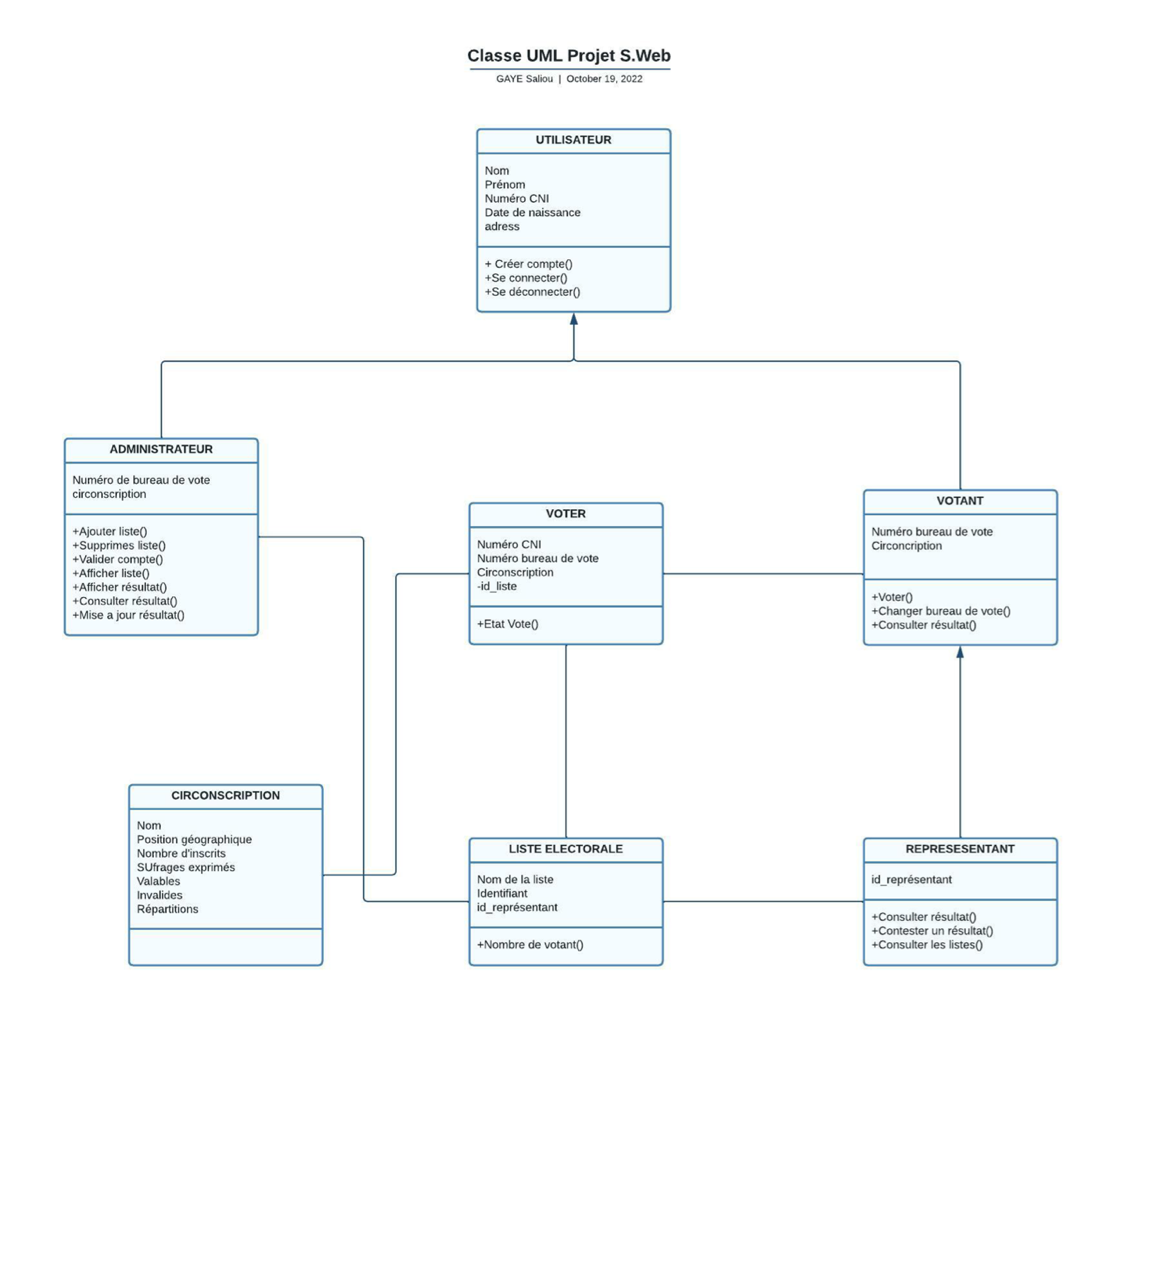 Classe UML Projet S.Web
GAYE Saliou | October 19, 2022
UTILISATEUR
Nom
Prénom
Numéro CNI
Date de naissance
adress
+ Créer compte()
+Se connecter()
+Se déconnecter()
ADMINISTRATEUR
Numéro de bureau de vote
circonscription
+Ajouter liste()
+Supprimes liste()
+Valider compte()
+Afficher liste()
+Afficher résultat()
+Consulter résultat()
+Mise a jour résultat()
VOTER
Numéro CNI
Numéro bureau de vote
Circonscription
-id_liste
+Etat Vote()
VOTANT
Numéro bureau de vote
Circoncription
+Voter()
+Changer bureau de vote()
+Consulter résultat()
CIRCONSCRIPTION
Nom
Position géographique
Nombre d'inscrits
SUfrages exprimés
Valables
Invalides
Répartitions
LISTE ELECTORALE
Nom de la liste
Identifiant
id_représentant
+Nombre de votant()
REPRESESENTANT
id_représentant
+Consulter résultat()
+Contester un résultat()
+Consulter les listes()